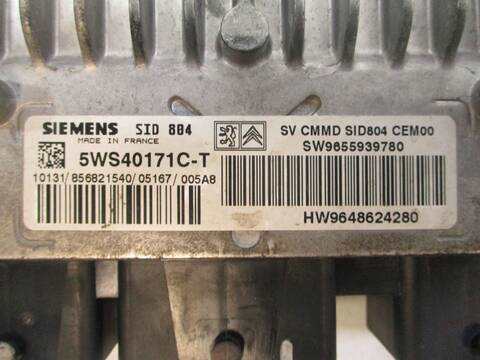 SIEMENS SID 804
MADE IN FRANCE
5WS40171C-T
10131/856821540/05167/005A8
SV CMMD SID804 CEM00
SW9655939780
HW9648624280